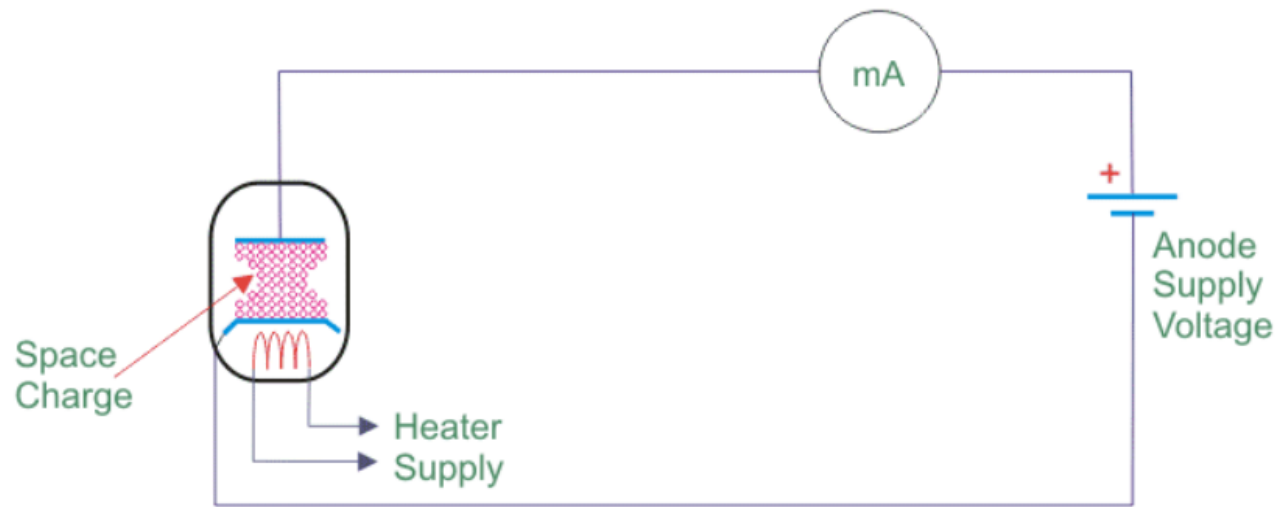 mA
+
Anode
Supply
Voltage
Space
Charge
Heater
Supply